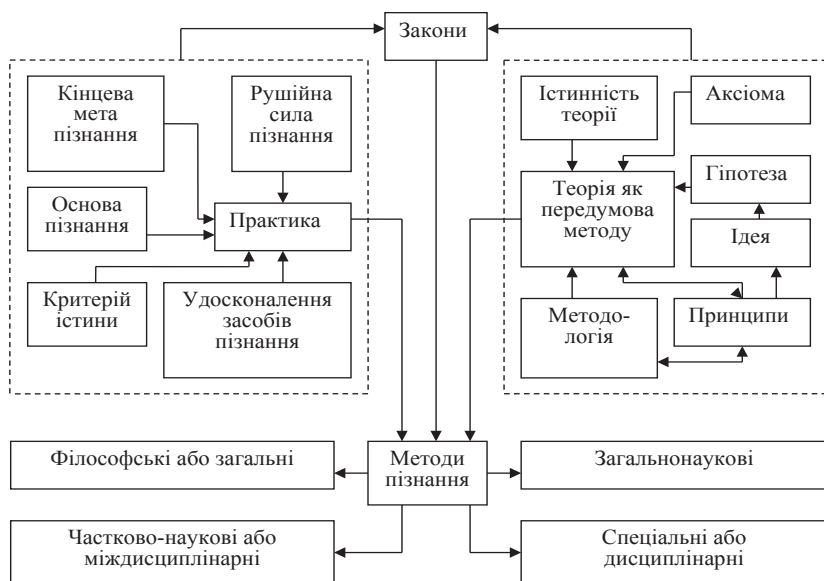 Закони
Кінцева
мета
пізнання
Рушійна
сила
пізнання
Основа
пізнання
Практика
Критерій
істини
Удосконалення
засобів
пізнання
Істинність
теорії
Аксіома
Теорія як
передумова
методу
Гіпотеза
Ідея
Методо-
логія
Принципи
Філософські або загальні
Методи
пізнання
Загальнонаукові
Частково-наукові або
міждисциплінарні
Спеціальні або
дисциплінарні